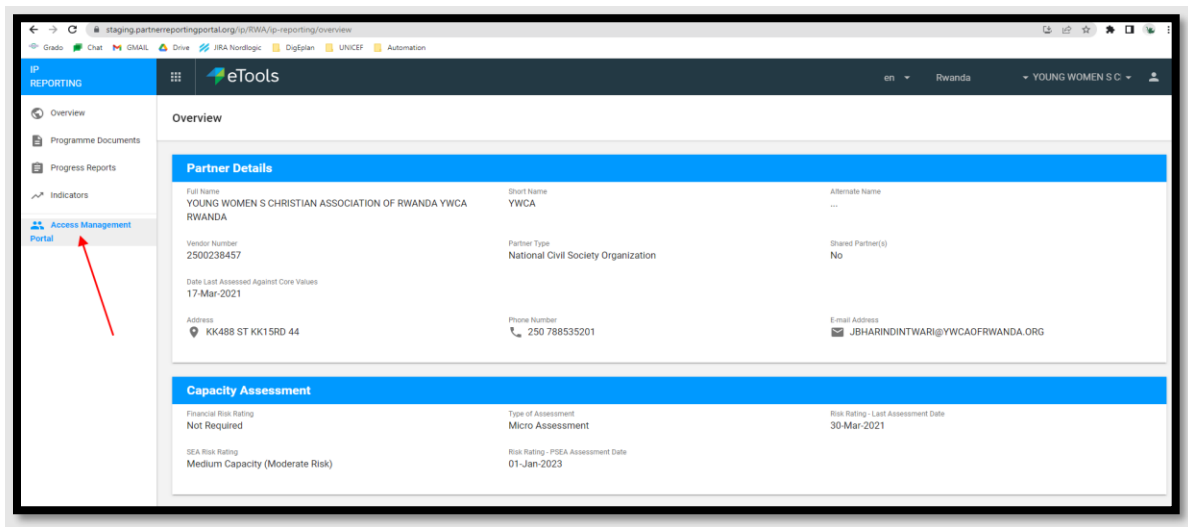 staging.partnerreportingportal.org/ip/RWA/ip-reporting/overview
Grado Chat GMAIL Drive JIRA Nordlogic DigEplan UNICEF Automation
IP
REPORTING
eTools en Rwanda YOUNG WOMEN S C
Overview
Programme Documents
Progress Reports
Indicators
Access Management
Portal
Overview
Partner Details
Full Name Short Name Alternate Name
YOUNG WOMEN S CHRISTIAN ASSOCIATION OF RWANDA YWCA YWCA ...
RWANDA
Vendor Number Partner Type Shared Partner(s)
2500238457 National Civil Society Organization No
Date Last Assessed Against Core Values
17-Mar-2021
Address Phone Number E-mail Address
KK488 ST KK15RD 44 250 788535201 JBHARINDINTWARI@YWCAOFRWANDA.ORG
Capacity Assessment
Financial Risk Rating Type of Assessment Risk Rating - Last Assessment Date
Not Required Micro Assessment 30-Mar-2021
SEA Risk Rating Risk Rating - PSEA Assessment Date
Medium Capacity (Moderate Risk) 01-Jan-2023